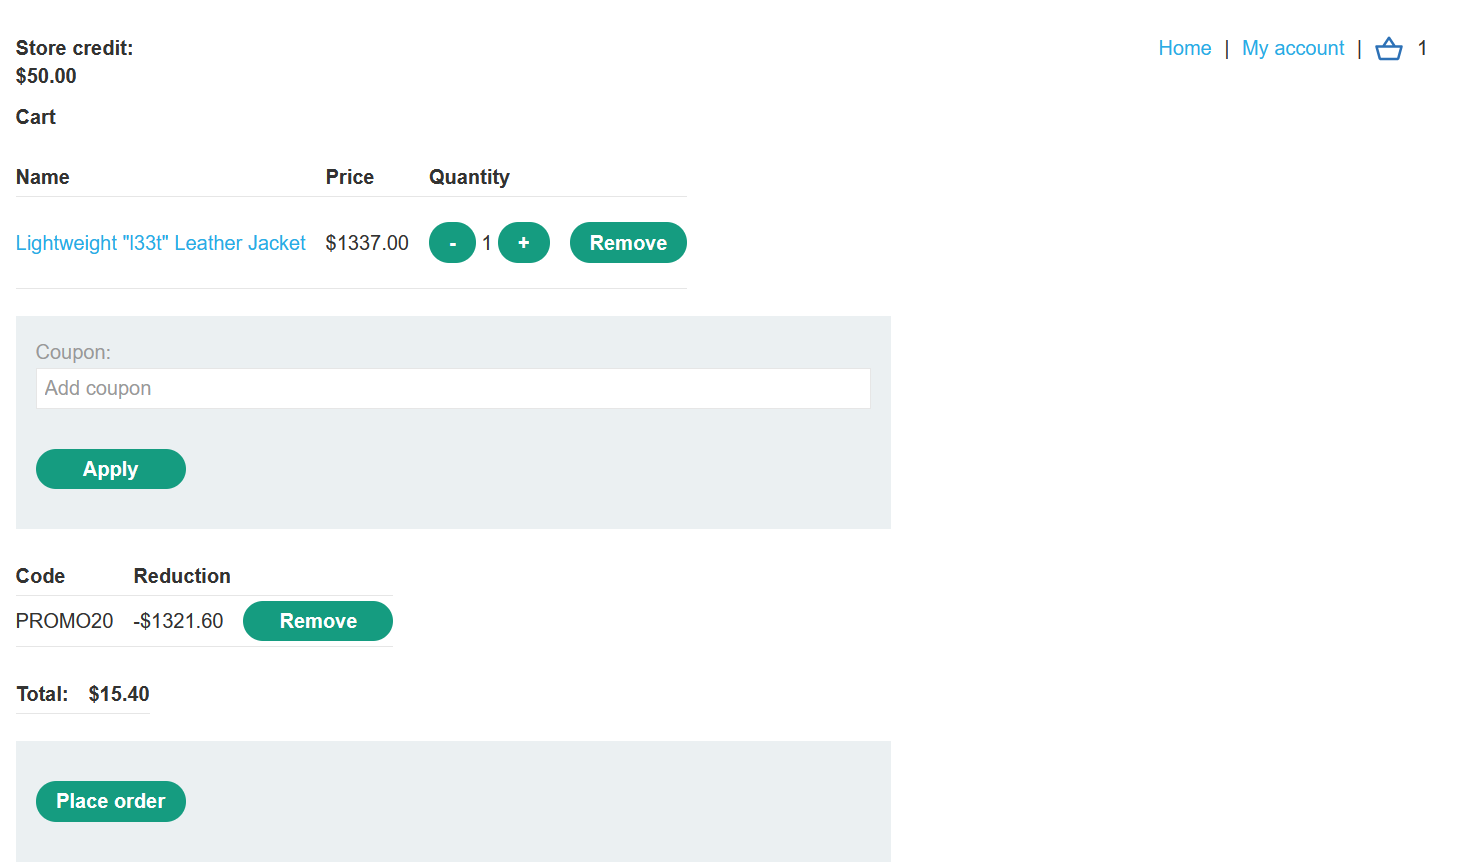 Store credit:
$50.00
Home | My account | 1
Cart
Name Price Quantity
Lightweight "l33t" Leather Jacket $1337.00 - 1 + Remove
Coupon:
Add coupon
Apply
Code Reduction
PROMO20 -$1321.60 Remove
Total: $15.40
Place order